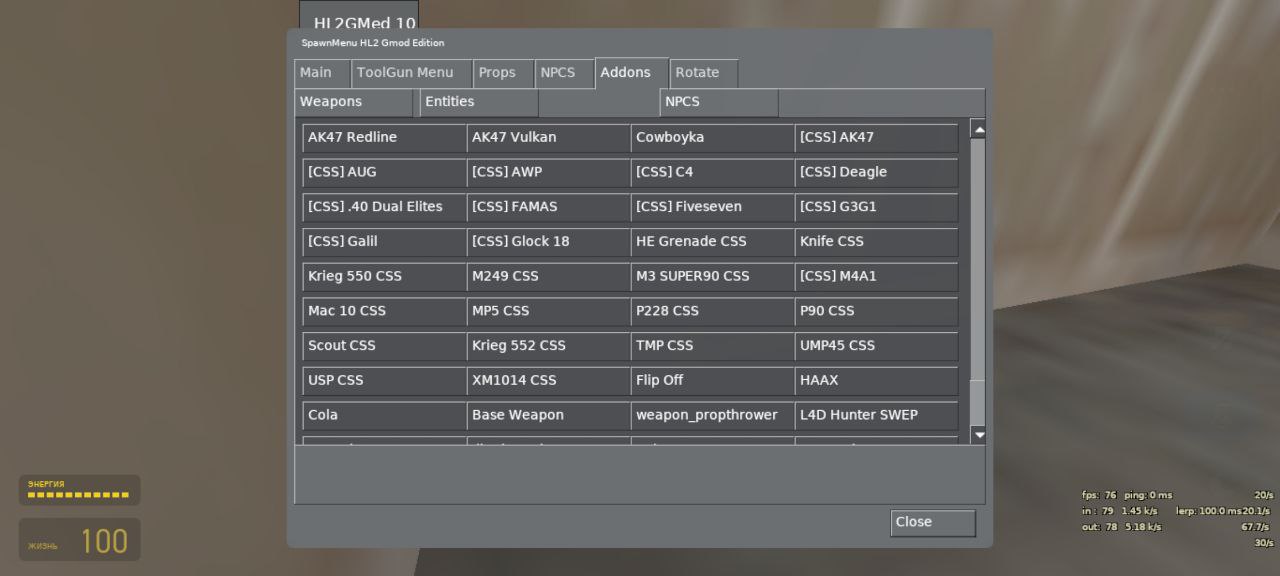 HL2GMed 10
SpawnMenu HL2 Gmod Edition
Main ToolGun Menu Props NPCS Addons Rotate
Weapons Entities NPCS
AK47 Redline AK47 Vulkan Cowboyka [CSS] AK47
[CSS] AUG [CSS] AWP [CSS] C4 [CSS] Deagle
[CSS] .40 Dual Elites [CSS] FAMAS [CSS] Fiveseven [CSS] G3G1
[CSS] Galil [CSS] Glock 18 HE Grenade CSS Knife CSS
Krieg 550 CSS M249 CSS M3 SUPER90 CSS [CSS] M4A1
Mac 10 CSS MP5 CSS P228 CSS P90 CSS
Scout CSS Krieg 552 CSS TMP CSS UMP45 CSS
USP CSS XM1014 CSS Flip Off HAAX
Cola Base Weapon weapon_propthrower L4D Hunter SWEP
Close
ЭНЕРГИЯ
ЖИЗНЬ 100
fps: 76 ping: 0 ms 20/s
in : 79 1.45 k/s lerp: 100.0 ms 20.1/s
out: 78 5.18 k/s 67.7/s
30/s